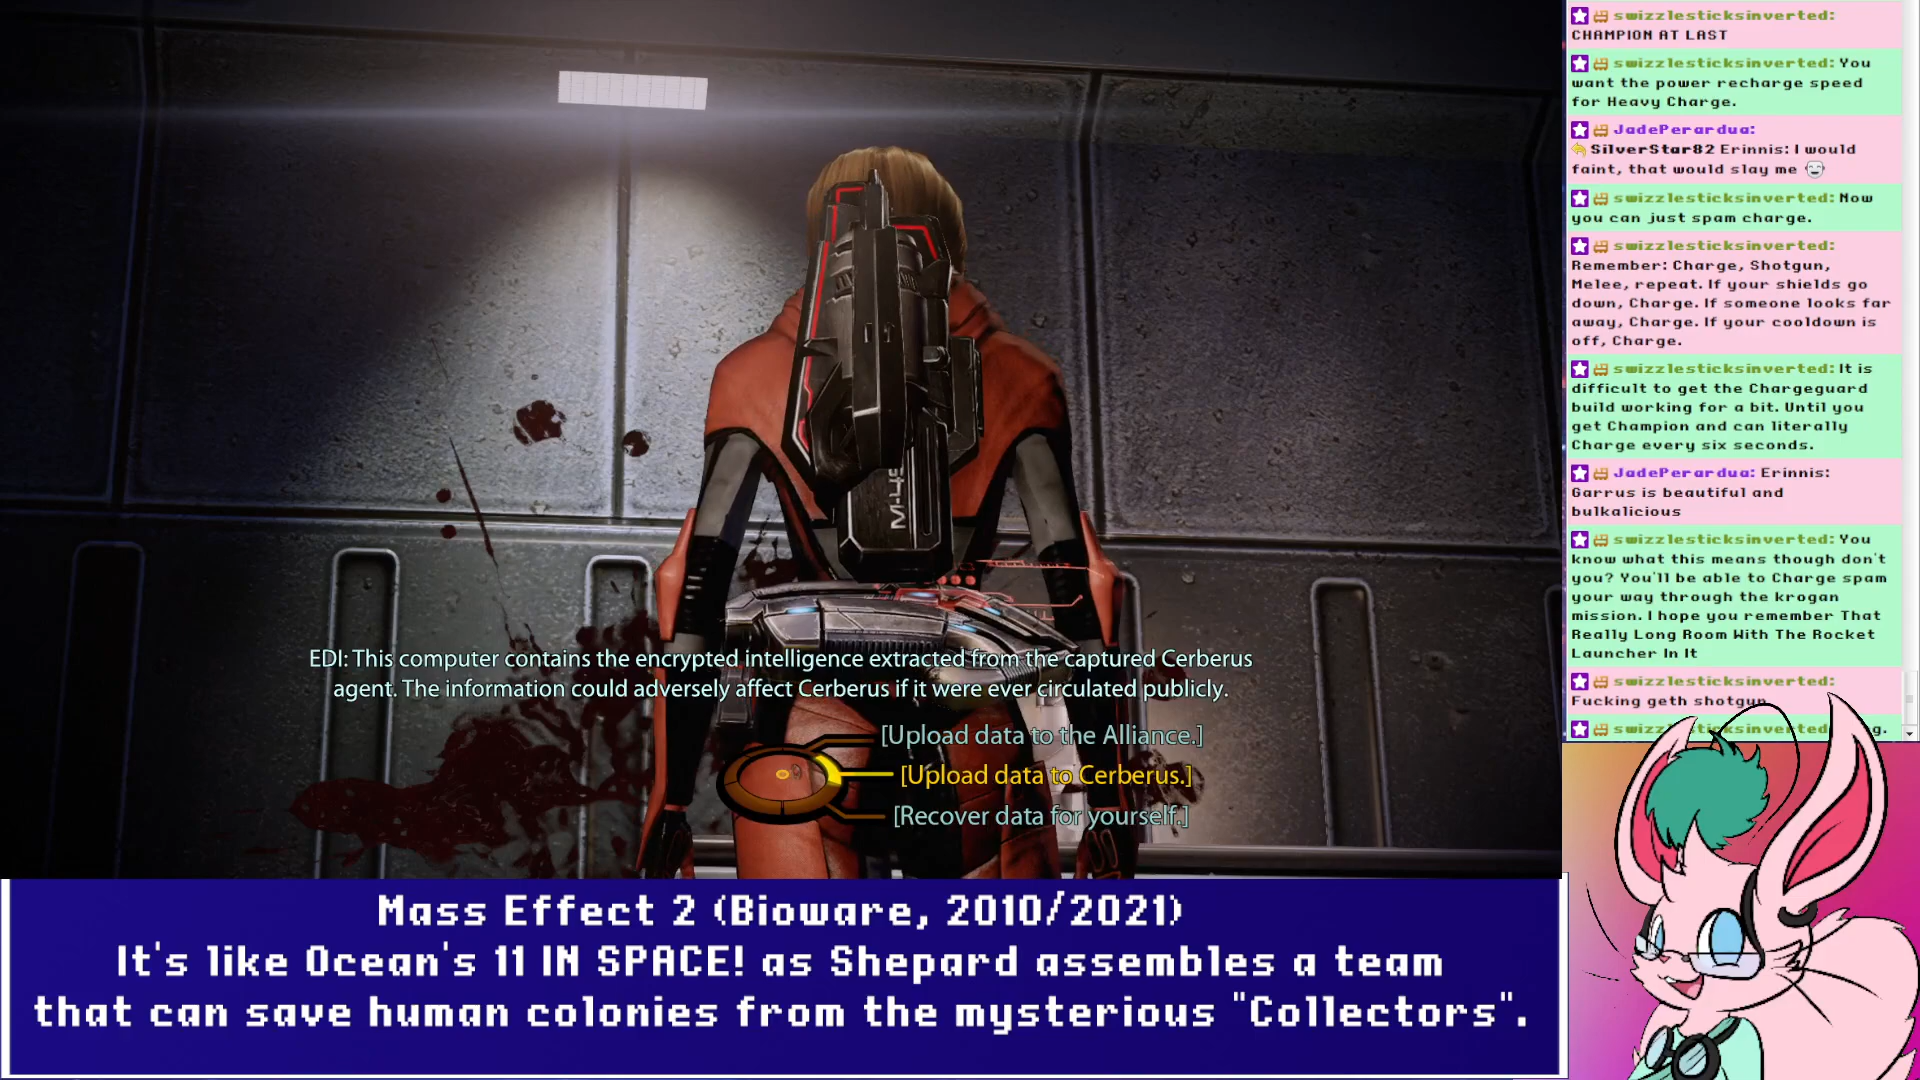 swizzlesticksinverted:
CHAMPION AT LAST
swizzlesticksinverted: You
want the power recharge speed
for Heavy Charge.
JadePerardua:
SilverStar82 Erinnis: I would
faint, that would slay me
swizzlesticksinverted: Now
you can just spam charge.
swizzlesticksinverted:
Remember: Charge, Shotgun,
Melee, repeat. If your shields go
down, Charge. If someone looks far
away, Charge. If your cooldown is
off, Charge.
swizzlesticksinverted: It is
difficult to get the Chargeguard
build working for a bit. Until you
get Champion and can literally
Charge every six seconds.
JadePerardua: Erinnis:
Garrus is beautiful and
bulkalicious
swizzlesticksinverted: You
know what this means though don't
you? You'll be able to Charge spam
your way through the krogan
mission. I hope you remember That
Really Long Room With The Rocket
Launcher In It
swizzlesticksinverted:
Fucking geth shotgun
M-4
EDI: This computer contains the encrypted intelligence extracted from the captured Cerberus
agent. The information could adversely affect Cerberus if it were ever circulated publicly.
[Upload data to the Alliance.]
[Upload data to Cerberus.]
[Recover data for yourself.]
Mass Effect 2 (Bioware, 2010/2021)
It's like Ocean's 11 IN SPACE! as Shepard assembles a team
that can save human colonies from the mysterious "Collectors".